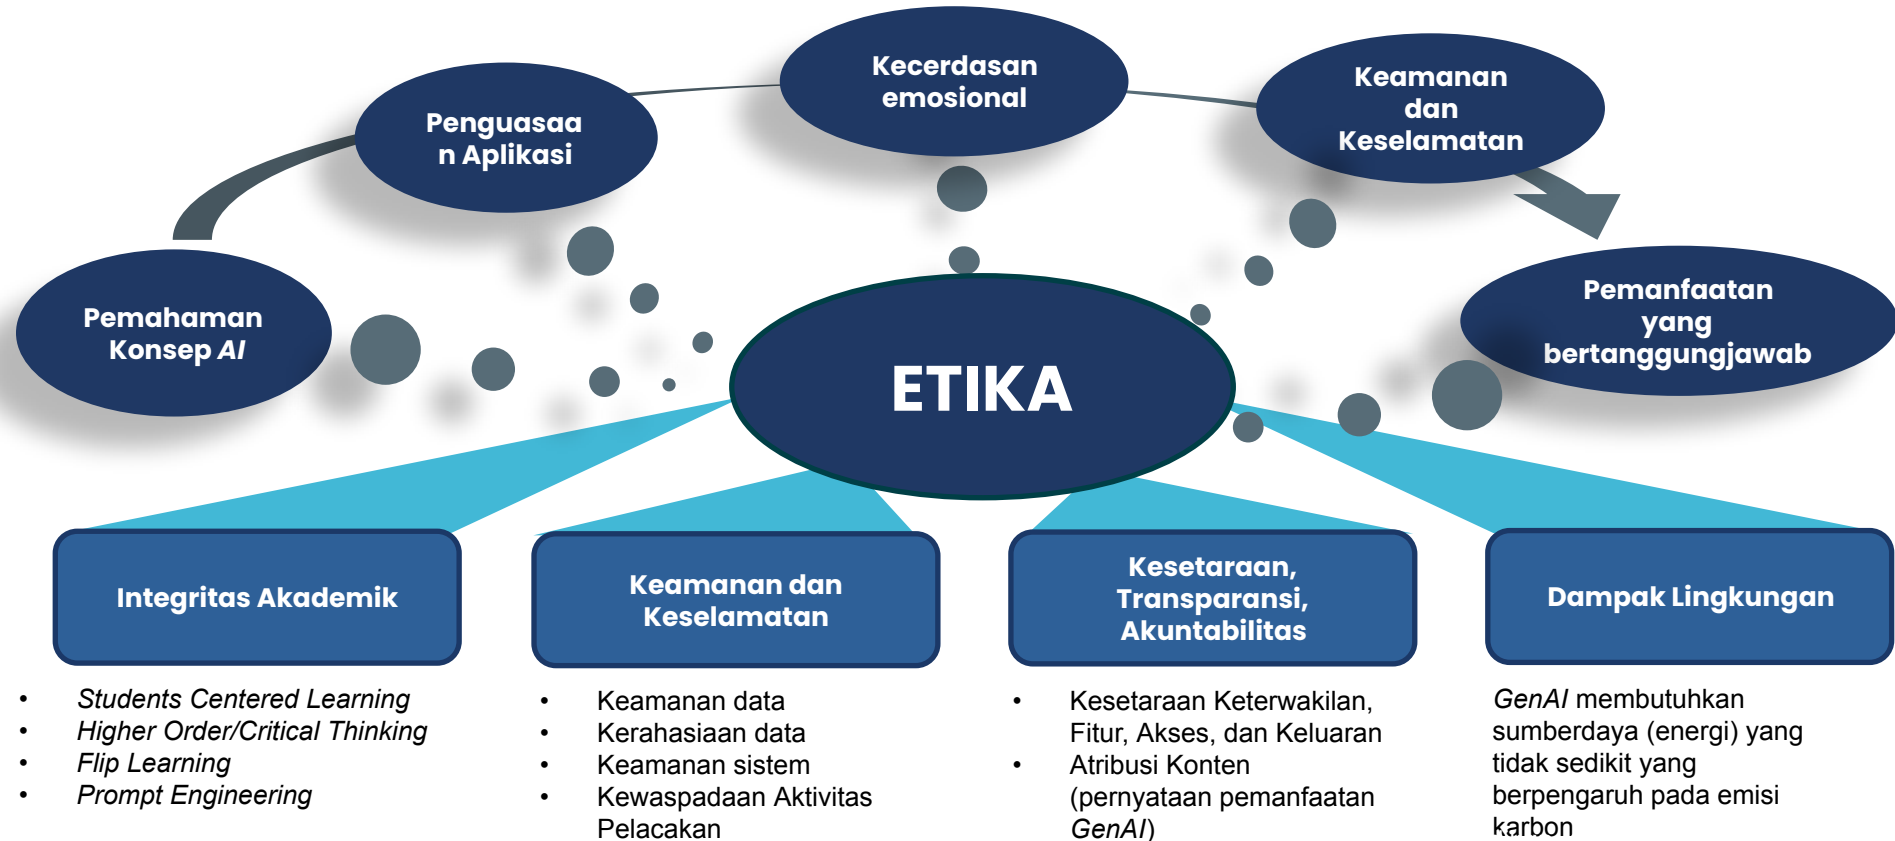 Kecerdasan
emosional
Keamanan
dan
Keselamatan
Penguasaa
n Aplikasi
Pemahaman
Konsep AI
Pemanfaatan
yang
bertanggungjawab
ETIKA
Integritas Akademik
• Students Centered Learning
• Higher Order/Critical Thinking
• Flip Learning
• Prompt Engineering
Keamanan dan
Keselamatan
• Keamanan data
• Kerahasiaan data
• Keamanan sistem
• Kewaspadaan Aktivitas
Pelacakan
Kesetaraan,
Transparansi,
Akuntabilitas
• Kesetaraan Keterwakilan,
Fitur, Akses, dan Keluaran
• Atribusi Konten
(pernyataan pemanfaatan
GenAI)
Dampak Lingkungan
GenAI membutuhkan
sumberdaya (energi) yang
tidak sedikit yang
berpengaruh pada emisi
karbon